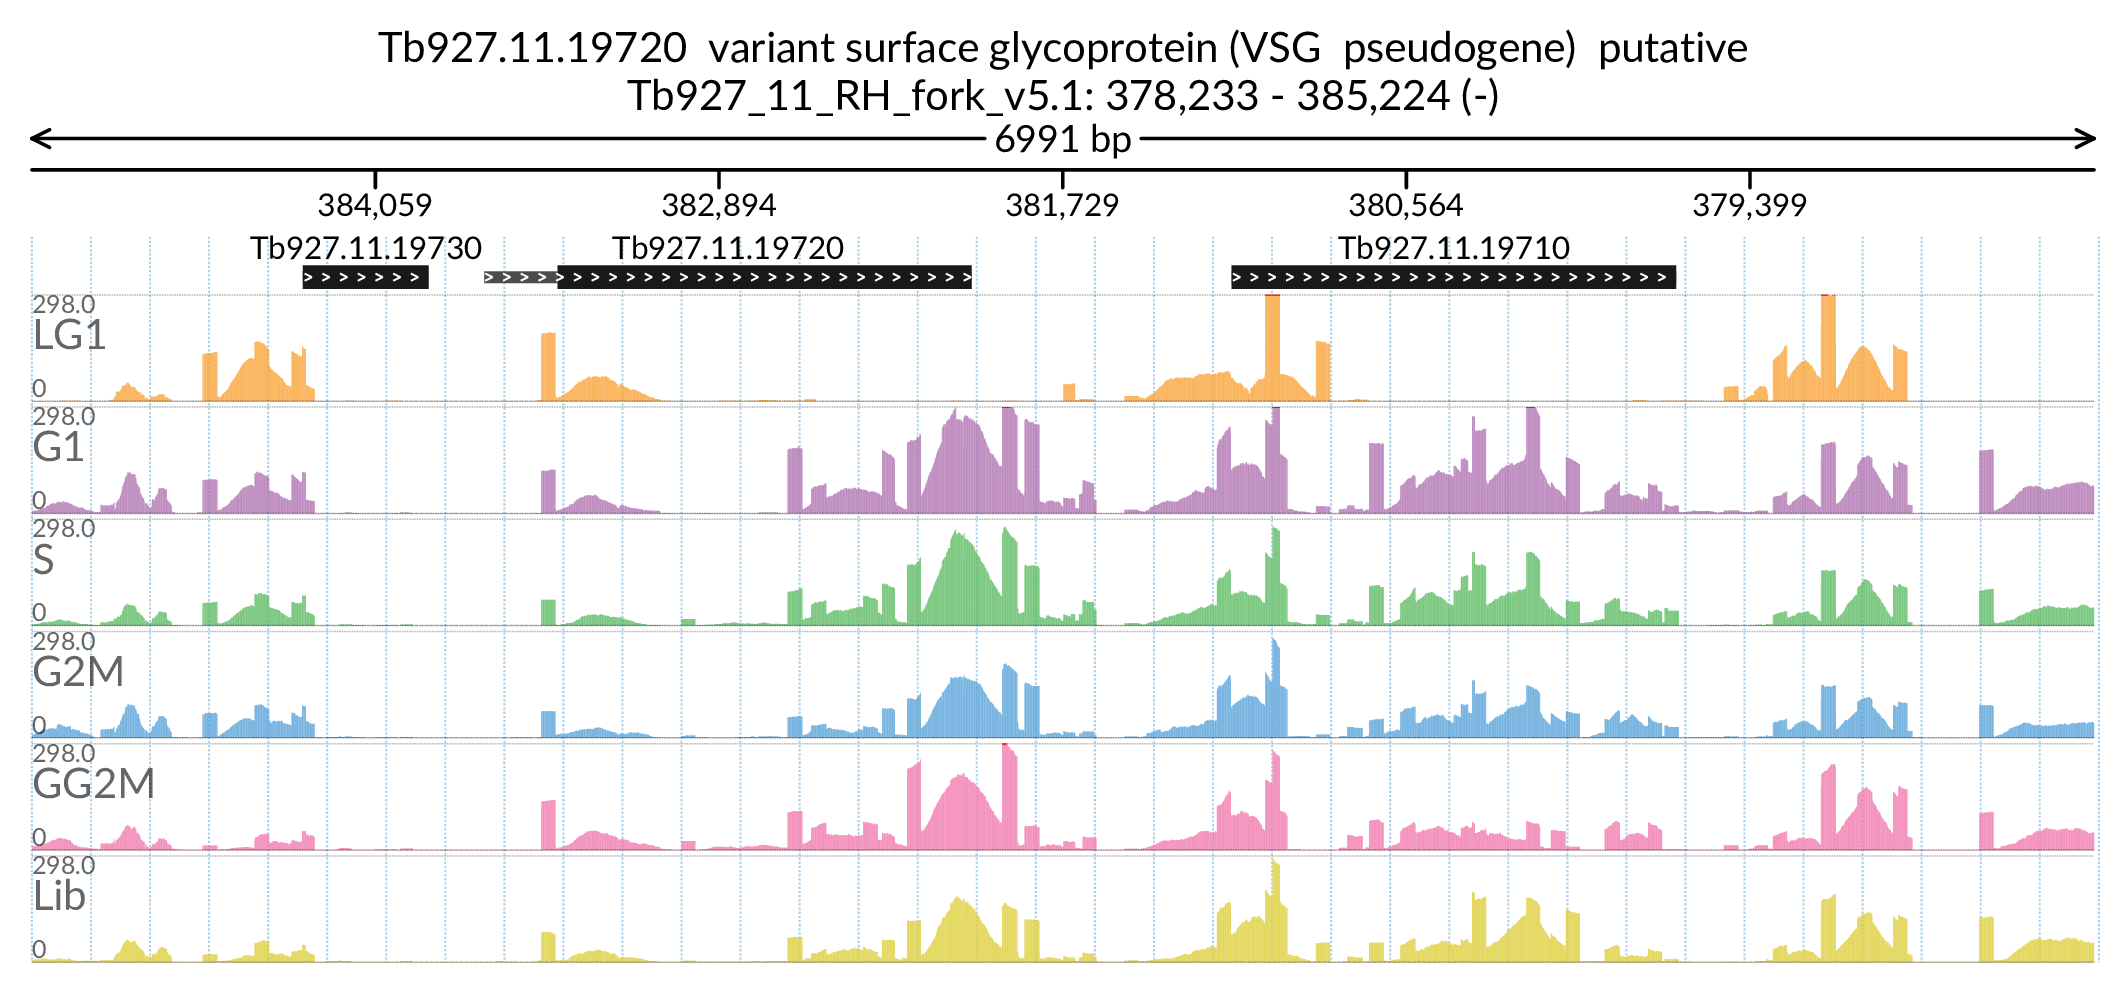 Tb927.11.19720 variant surface glycoprotein (VSG pseudogene) putative
Tb927_11_RH_fork_v5.1: 378,233 - 385,224 (-)
6991 bp
384,059 382,894 381,729 380,564 379,399
Tb927.11.19730 Tb927.11.19720 Tb927.11.19710
298.0
LG1
0
298.0
G1
0
298.0
S
0
298.0
G2M
0
298.0
GG2M
0
298.0
Lib
0